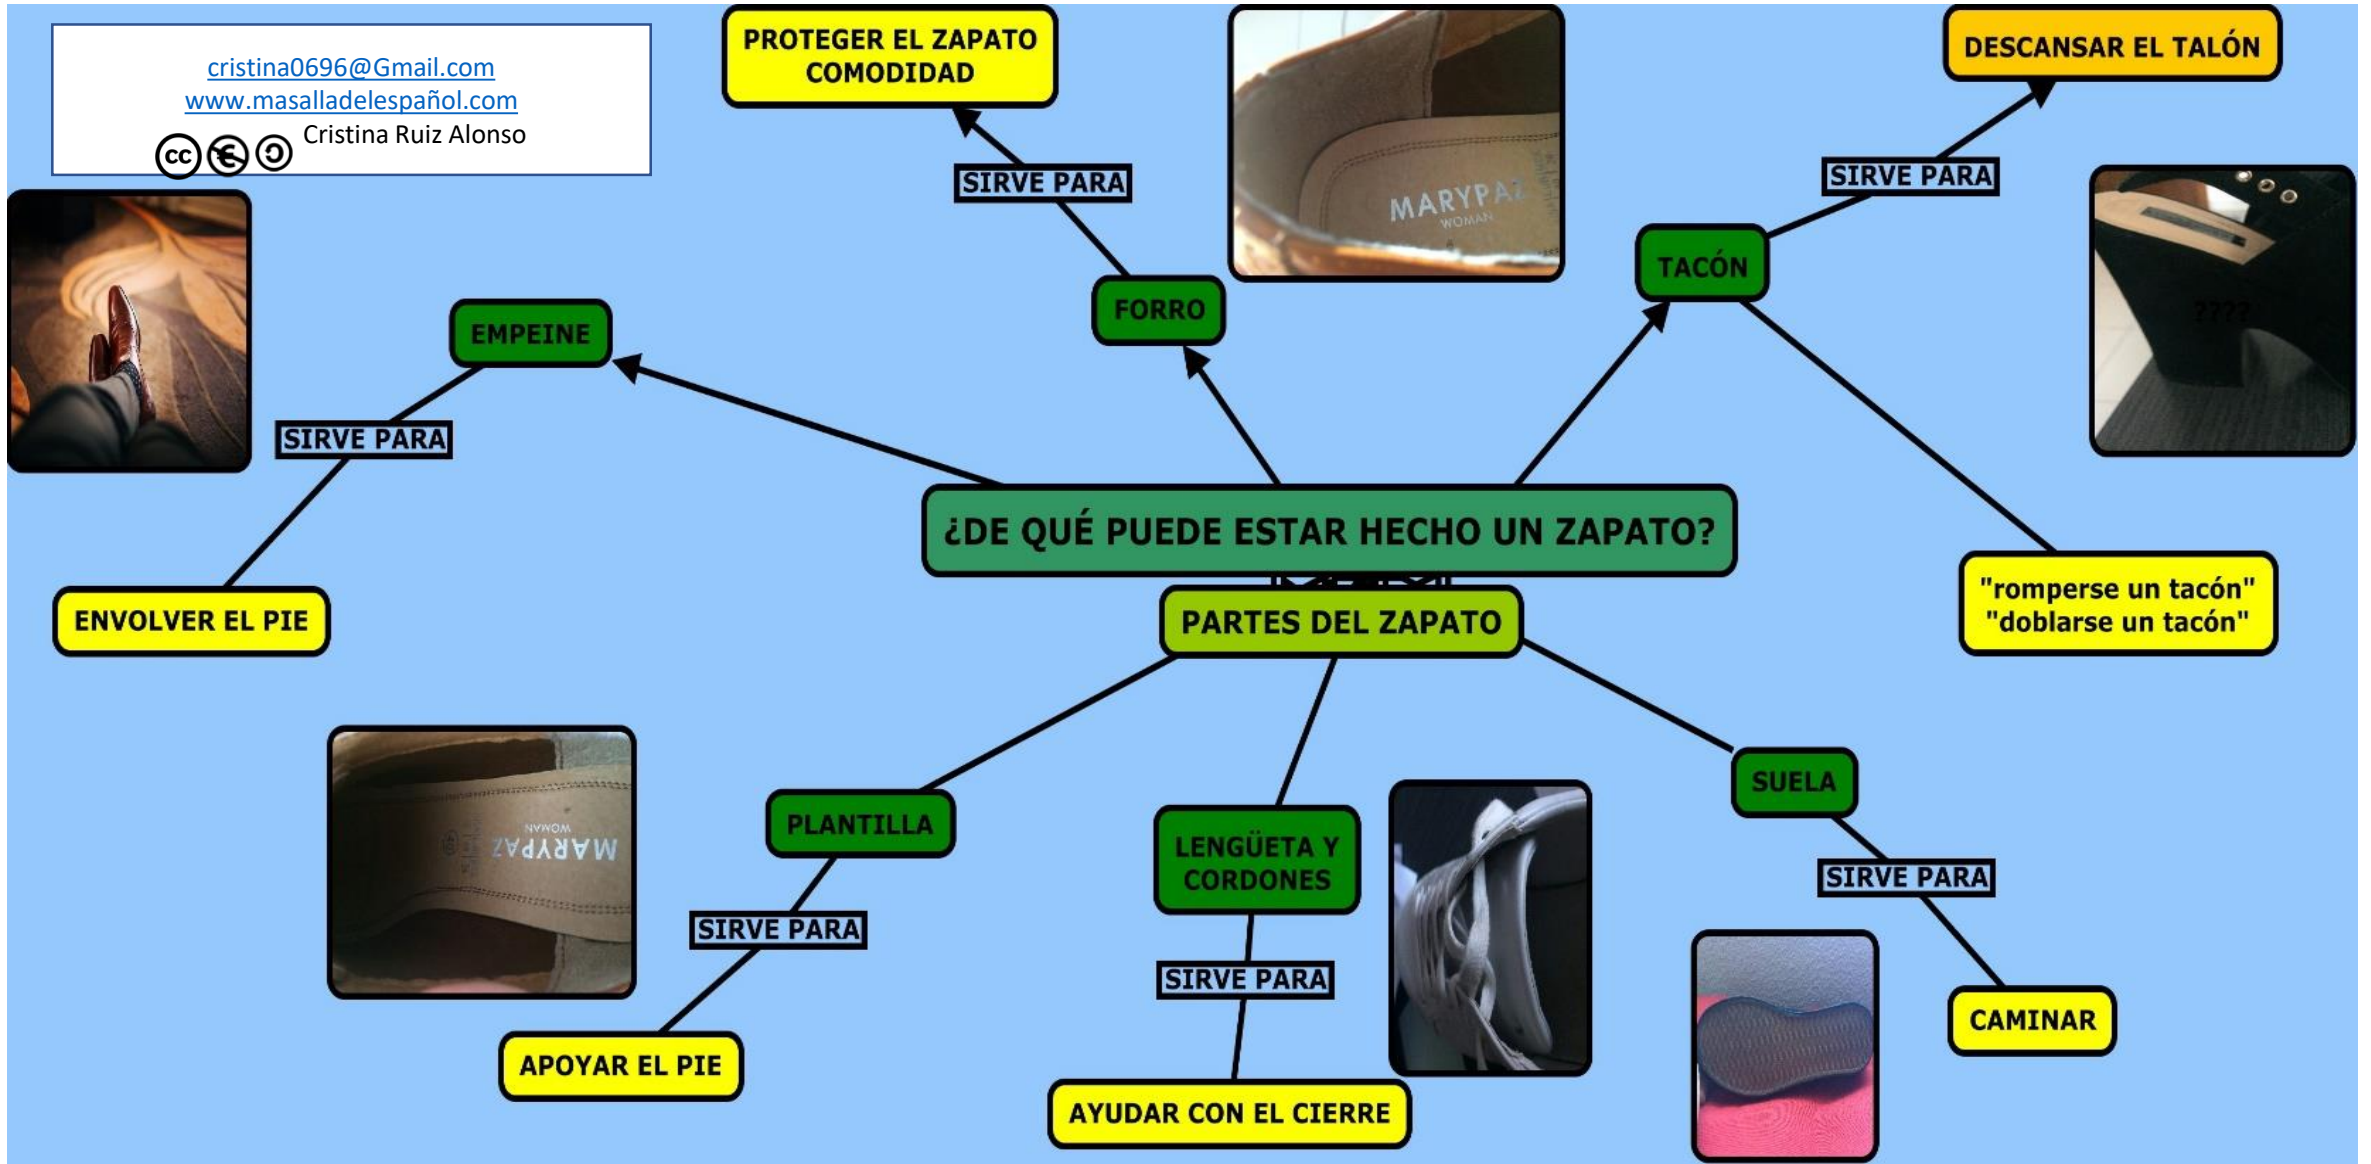 cristina0696@Gmail.com
www.masalladelespañol.com
cc Cristina Ruiz Alonso
PROTEGER EL ZAPATO
COMODIDAD
DESCANSAR EL TALÓN
SIRVE PARA
SIRVE PARA
MARYPAZ
WOMAN
TACÓN
FORRO
EMPEINE
????
SIRVE PARA
¿DE QUÉ PUEDE ESTAR HECHO UN ZAPATO?
ENVOLVER EL PIE
PARTES DEL ZAPATO
"romperse un tacón"
"doblarse un tacón"
SUELA
PLANTILLA
LENGÜETA Y
CORDONES
MARYPAZ
WOMAN
SIRVE PARA
SIRVE PARA
SIRVE PARA
CAMINAR
APOYAR EL PIE
AYUDAR CON EL CIERRE